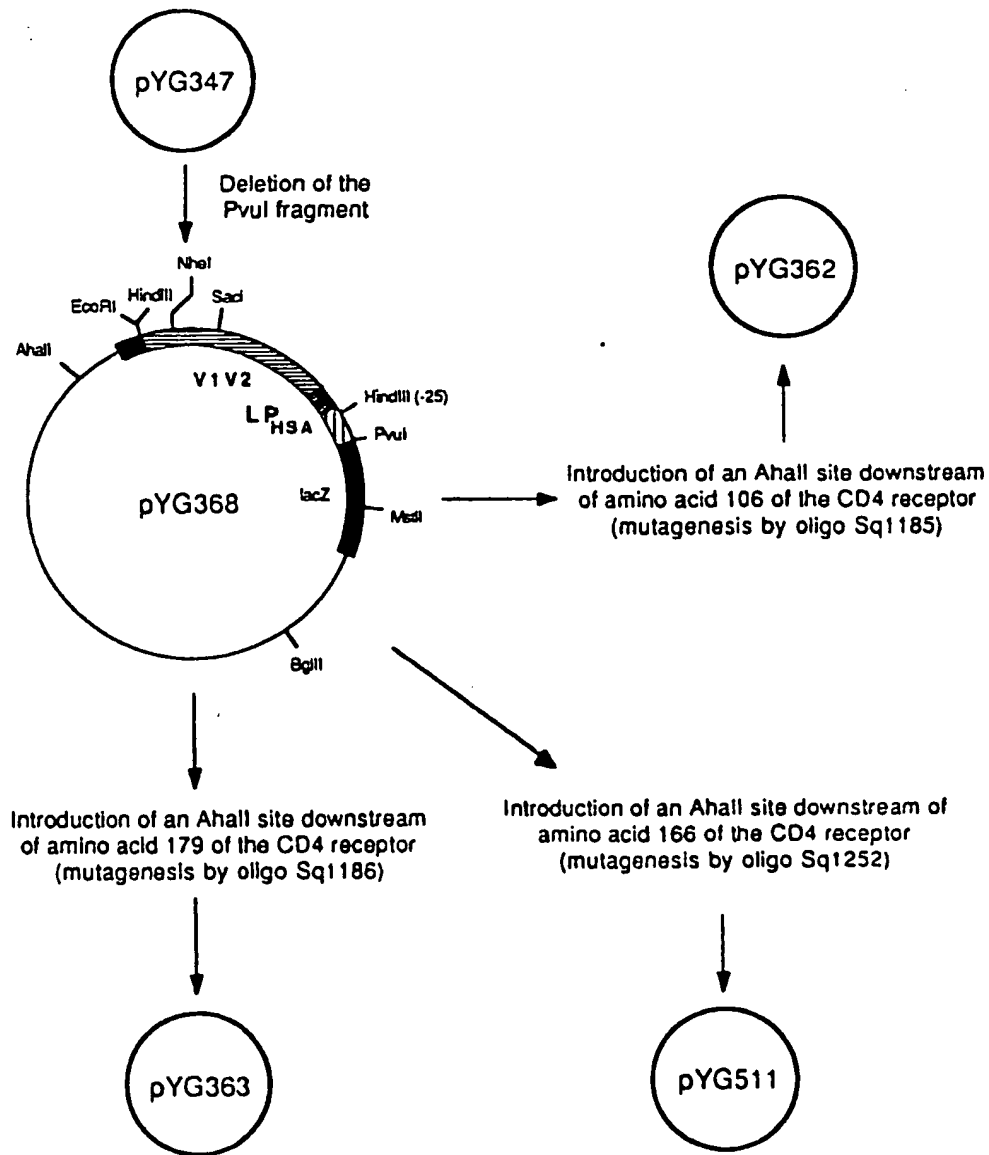 pYG347
Deletion of the
PvuI fragment
NheI
EcoRI
HindIII
SacI
AhaII
V1V2
HindIII (-25)
LP HSA
PvuI
pYG368
lacZ
MstII
BglII
pYG362
Introduction of an AhaII site downstream
of amino acid 106 of the CD4 receptor
(mutagenesis by oligo Sq1185)
Introduction of an AhaII site downstream
of amino acid 179 of the CD4 receptor
(mutagenesis by oligo Sq1186)
Introduction of an AhaII site downstream of
amino acid 166 of the CD4 receptor
(mutagenesis by oligo Sq1252)
pYG363
pYG511